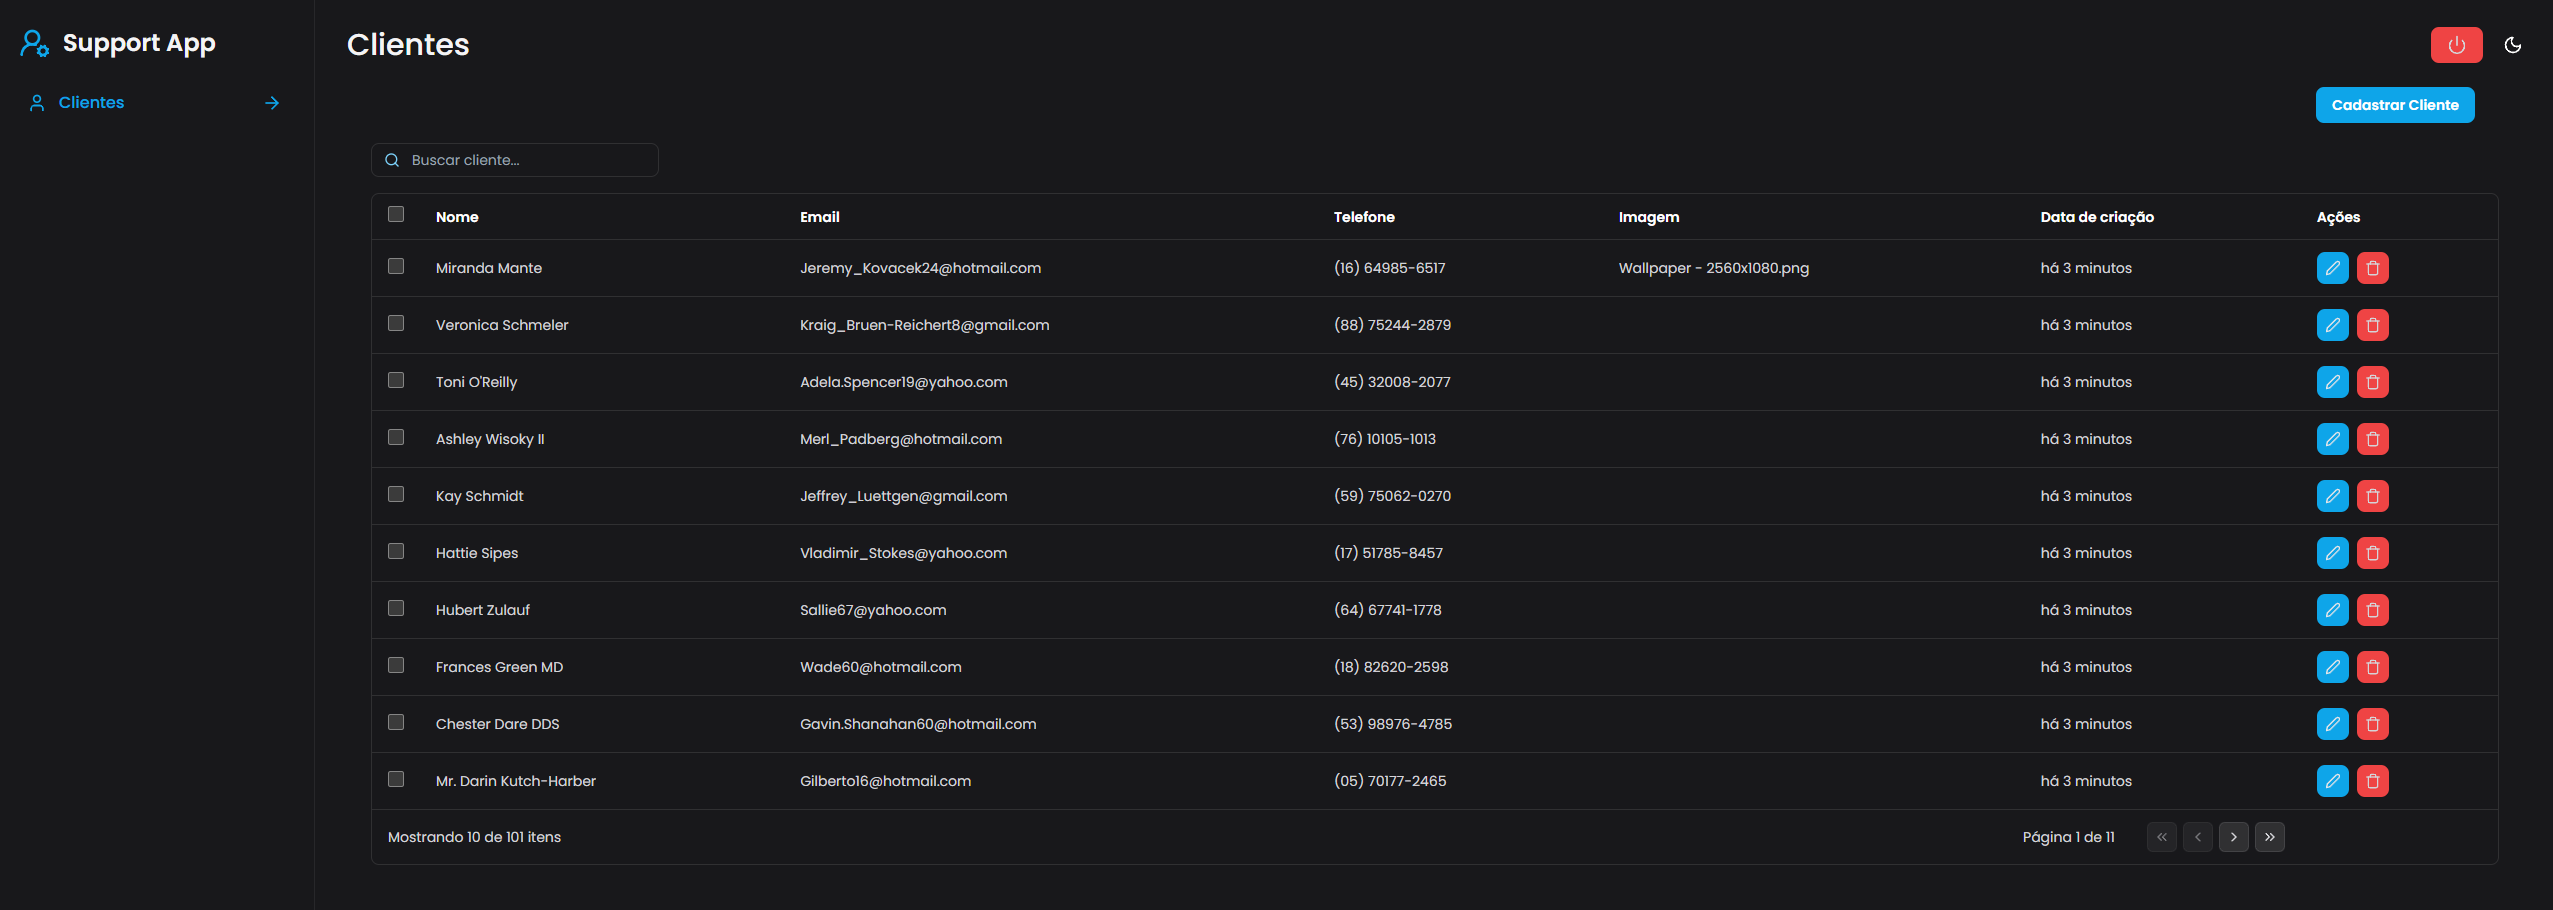 Support App
Clientes
Clientes
Cadastrar Cliente
Buscar cliente...
Nome Email Telefone Imagem Data de criação Ações
Miranda Mante Jeremy_Kovacek24@hotmail.com (16) 64985-6517 Wallpaper - 2560x1080.png há 3 minutos
Veronica Schmeler Kraig_Bruen-Reichert8@gmail.com (88) 75244-2879 há 3 minutos
Toni O'Reilly Adela.Spencer19@yahoo.com (45) 32008-2077 há 3 minutos
Ashley Wisoky II Merl_Padberg@hotmail.com (76) 10105-1013 há 3 minutos
Kay Schmidt Jeffrey_Luettgen@gmail.com (59) 75062-0270 há 3 minutos
Hattie Sipes Vladimir_Stokes@yahoo.com (17) 51785-8457 há 3 minutos
Hubert Zulauf Sallie67@yahoo.com (64) 67741-1778 há 3 minutos
Frances Green MD Wade60@hotmail.com (18) 82620-2598 há 3 minutos
Chester Dare DDS Gavin.Shanahan60@hotmail.com (53) 98976-4785 há 3 minutos
Mr. Darin Kutch-Harber Gilberto16@hotmail.com (05) 70177-2465 há 3 minutos
Mostrando 10 de 101 itens Página 1 de 11